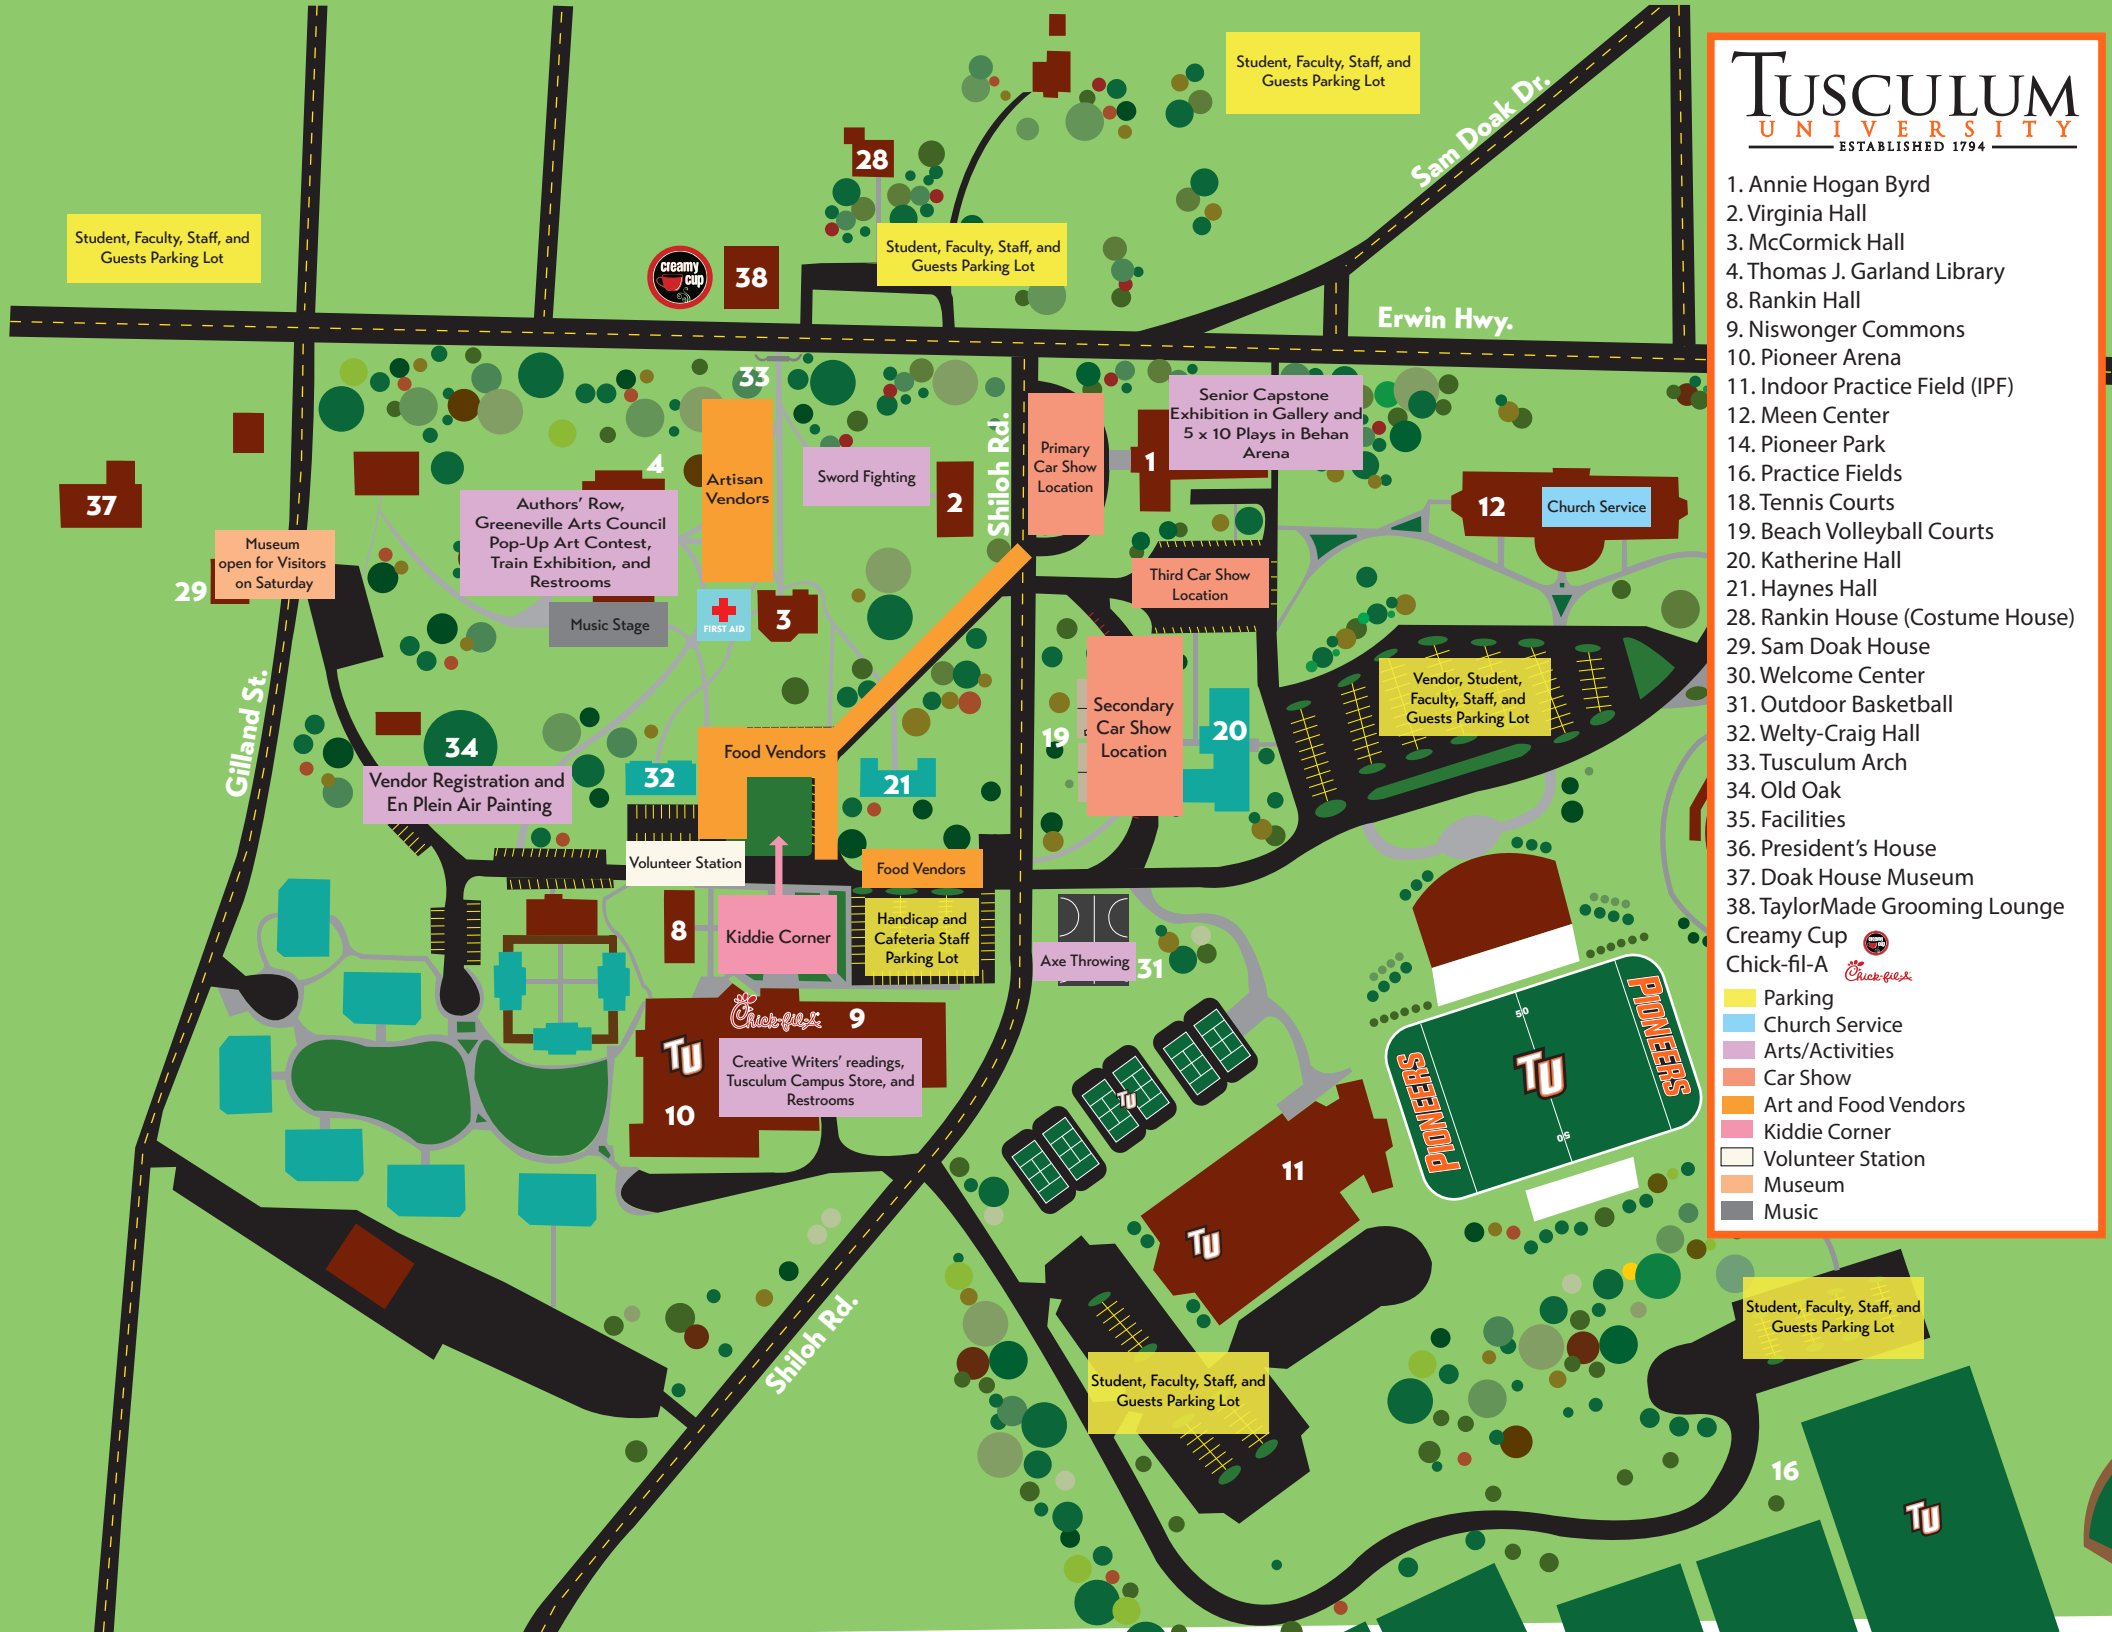 Student, Faculty, Staff, and
Guests Parking Lot
Sam Doak Dr.
28
Student, Faculty, Staff, and
Guests Parking Lot
Student, Faculty, Staff, and
Guests Parking Lot
creamy
cup
38
Erwin Hwy.
33
Senior Capstone
Exhibition in Gallery and
5 x 10 Plays in Behan
Arena
1
Primary
Car Show
Location
Shiloh Rd.
4
Artisan
Vendors
Sword Fighting
2
37
12
Church Service
Authors' Row,
Greeneville Arts Council
Pop-Up Art Contest,
Train Exhibition, and
Restrooms
Museum
open for Visitors
on Saturday
29
Third Car Show
Location
Music Stage
FIRST AID
3
Gilland St.
Secondary
Car Show
Location
19
20
Vendor, Student,
Faculty, Staff, and
Guests Parking Lot
34
Vendor Registration and
En Plein Air Painting
32
Food Vendors
21
Volunteer Station
Food Vendors
8
Kiddie Corner
Handicap and
Cafeteria Staff
Parking Lot
Axe Throwing
31
Chick-fil-A
9
TU
Creative Writers' readings,
Tusculum Campus Store, and
Restrooms
10
TU
PIONEERS
50
TU
50
PIONEERS
11
TU
Shiloh Rd.
Student, Faculty, Staff, and
Guests Parking Lot
Student, Faculty, Staff, and
Guests Parking Lot
16
TU
TUSCULUM
UNIVERSITY
ESTABLISHED 1794
1. Annie Hogan Byrd
2. Virginia Hall
3. McCormick Hall
4. Thomas J. Garland Library
8. Rankin Hall
9. Niswonger Commons
10. Pioneer Arena
11. Indoor Practice Field (IPF)
12. Meen Center
14. Pioneer Park
16. Practice Fields
18. Tennis Courts
19. Beach Volleyball Courts
20. Katherine Hall
21. Haynes Hall
28. Rankin House (Costume House)
29. Sam Doak House
30. Welcome Center
31. Outdoor Basketball
32. Welty-Craig Hall
33. Tusculum Arch
34. Old Oak
35. Facilities
36. President's House
37. Doak House Museum
38. TaylorMade Grooming Lounge
Creamy Cup
creamy
cup
Chick-fil-A
Chick-fil-A
Parking
Church Service
Arts/Activities
Car Show
Art and Food Vendors
Kiddie Corner
Volunteer Station
Museum
Music